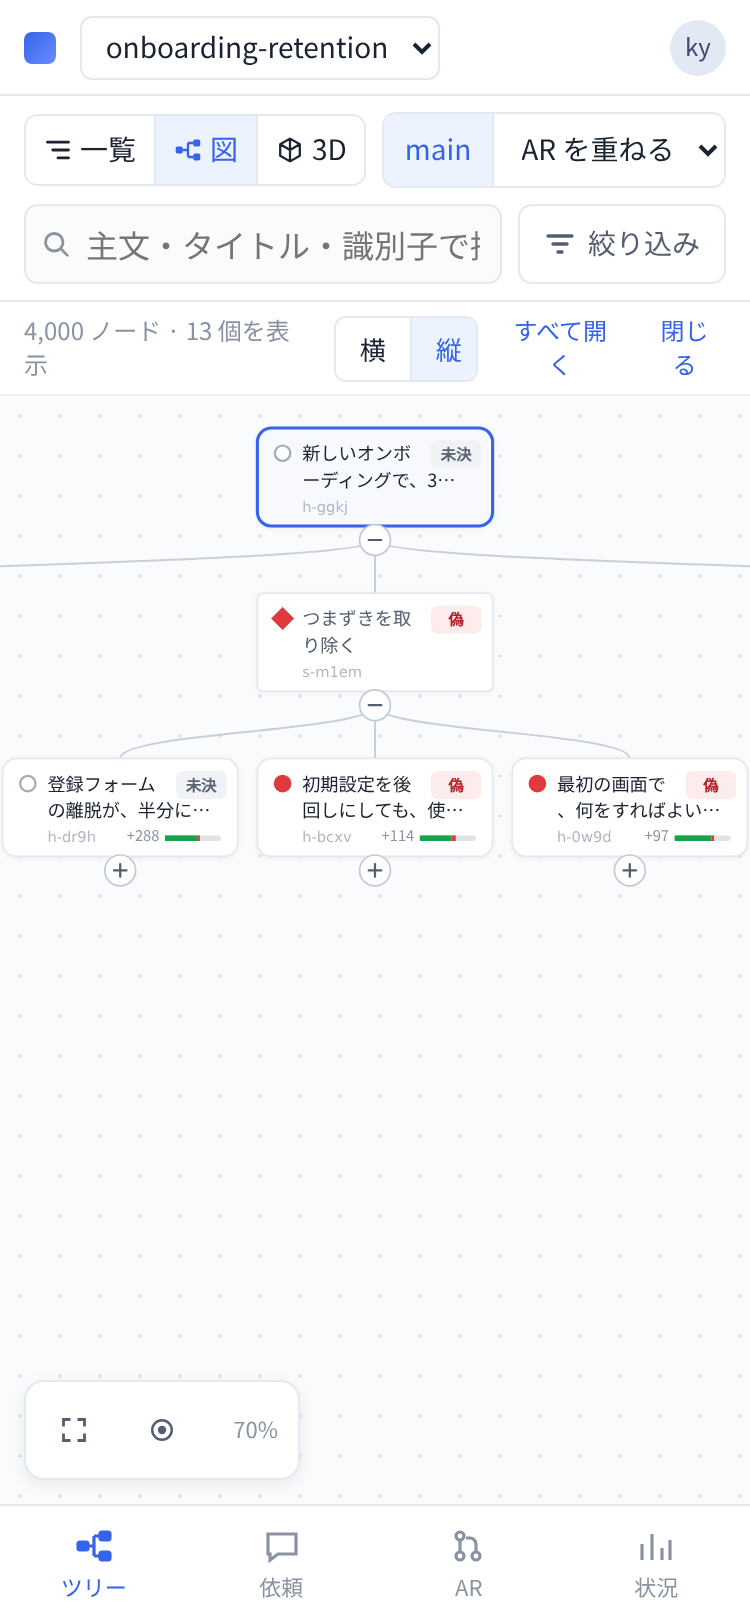 onboarding-retention
ky
一覧
図
3D
main
AR を重ねる
主文・タイトル・識別子で
絞り込み
4,000 ノード · 13 個を表
示
横
縦
すべて開
く
閉じ
る
新しいオンボ
ーディングで、3…
未決
h-ggkj
つまずきを取
り除く
偽
s-m1em
登録フォーム
の離脱が、半分に…
未決
h-dr9h
+288
初期設定を後
回しにしても、使…
偽
h-bcxv
+114
最初の画面で
、何をすればよい…
偽
h-0w9d
+97
70%
ツリー
依頼
AR
状況